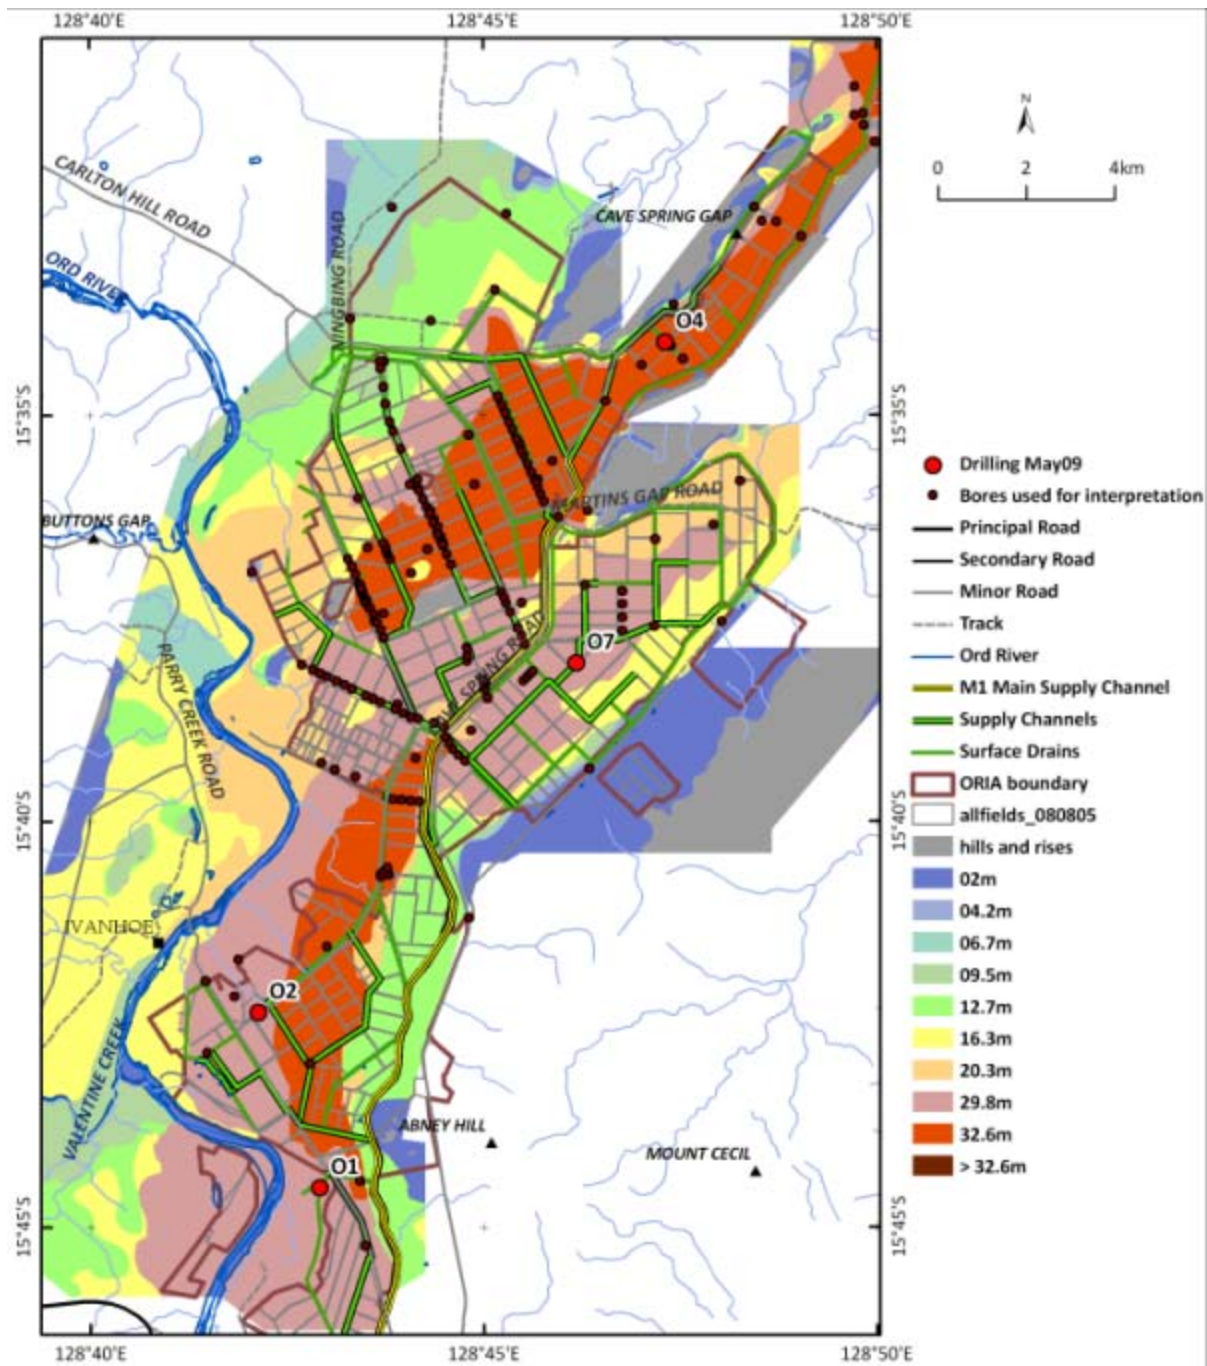 128°40'E
128°45'E
128°50'E
N
0
2
4km
CARLTON HILL ROAD
NINGBING ROAD
CAVE SPRING GAP
ORD RIVER
O4
15°35'S
15°35'S
MARTINS GAP ROAD
BUTTONS GAP
O7
SPRING ROAD
PARRY CREEK ROAD
15°40'S
15°40'S
IVANHOE
O2
VALENTINE CREEK
ABNEY HILL
MOUNT CECIL
O1
15°45'S
15°45'S
128°40'E
128°45'E
128°50'E
Drilling May09
Bores used for interpretation
Principal Road
Secondary Road
Minor Road
Track
Ord River
M1 Main Supply Channel
Supply Channels
Surface Drains
ORIA boundary
allfields_080805
hills and rises
02m
04.2m
06.7m
09.5m
12.7m
16.3m
20.3m
29.8m
32.6m
> 32.6m